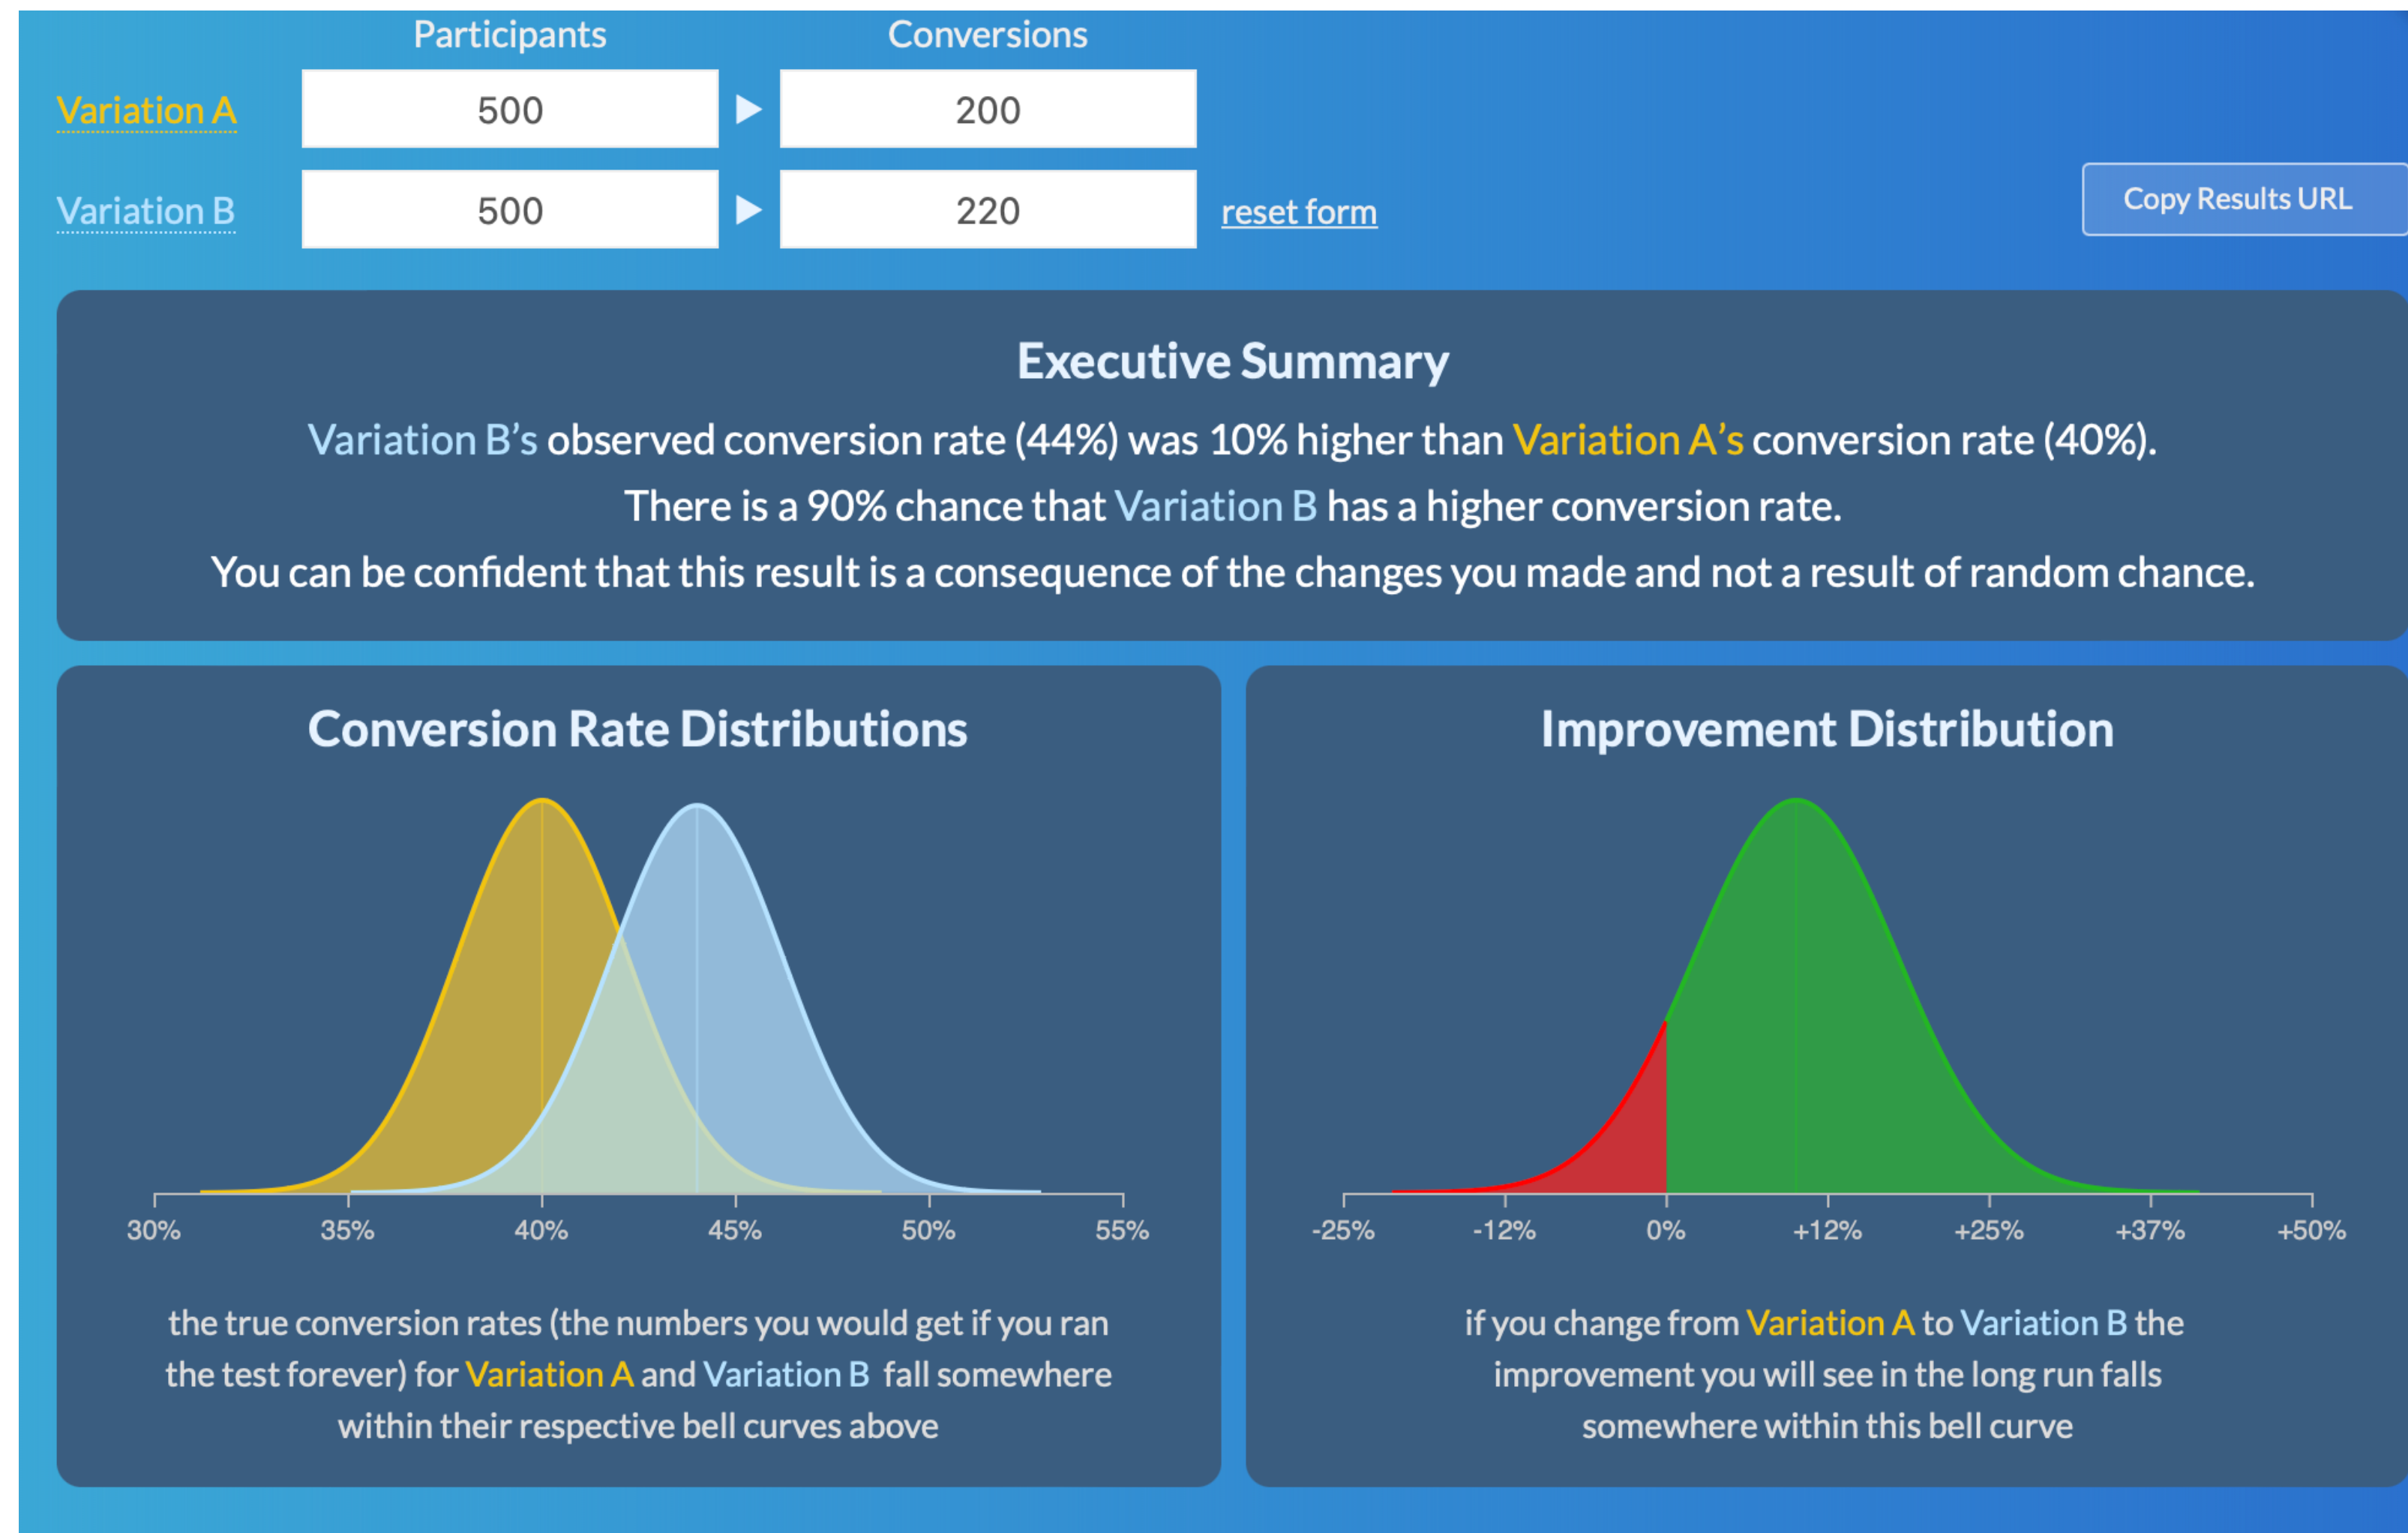 Participants Conversions
Variation A 500 ▶ 200
Variation B 500 ▶ 220 reset form
Copy Results URL
Executive Summary
Variation B’s observed conversion rate (44%) was 10% higher than Variation A’s conversion rate (40%).
There is a 90% chance that Variation B has a higher conversion rate.
You can be confident that this result is a consequence of the changes you made and not a result of random chance.
Conversion Rate Distributions
30% 35% 40% 45% 50% 55%
the true conversion rates (the numbers you would get if you ran
the test forever) for Variation A and Variation B fall somewhere
within their respective bell curves above
Improvement Distribution
-25% -12% 0% +12% +25% +37% +50%
if you change from Variation A to Variation B the
improvement you will see in the long run falls
somewhere within this bell curve